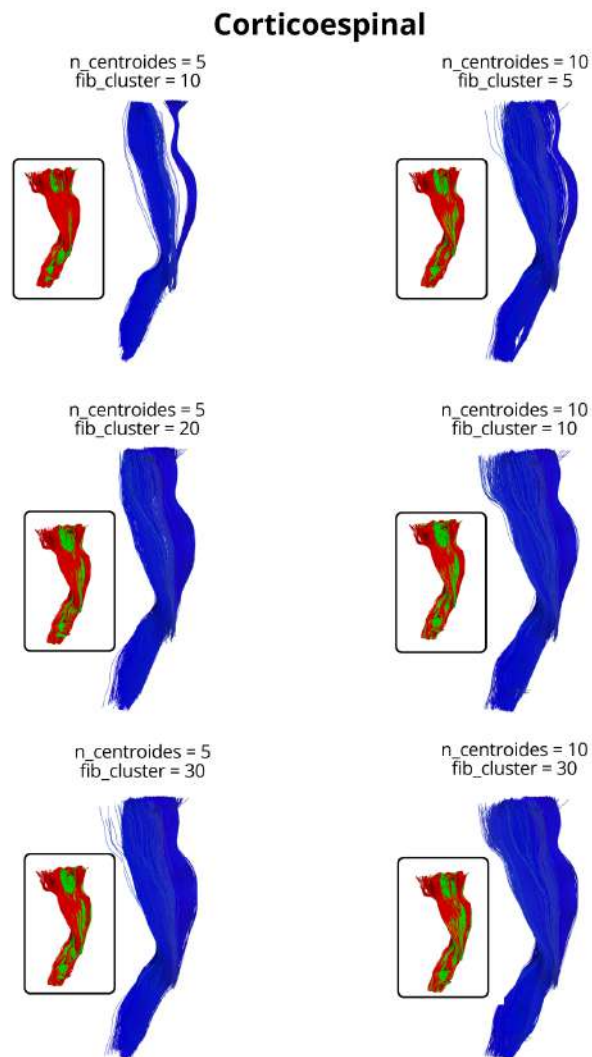 Corticoespinal
n_centroides = 5
fib_cluster = 10
n_centroides = 10
fib_cluster = 5
n_centroides = 5
fib_cluster = 20
n_centroides = 10
fib_cluster = 10
n_centroides = 5
fib_cluster = 30
n_centroides = 10
fib_cluster = 30